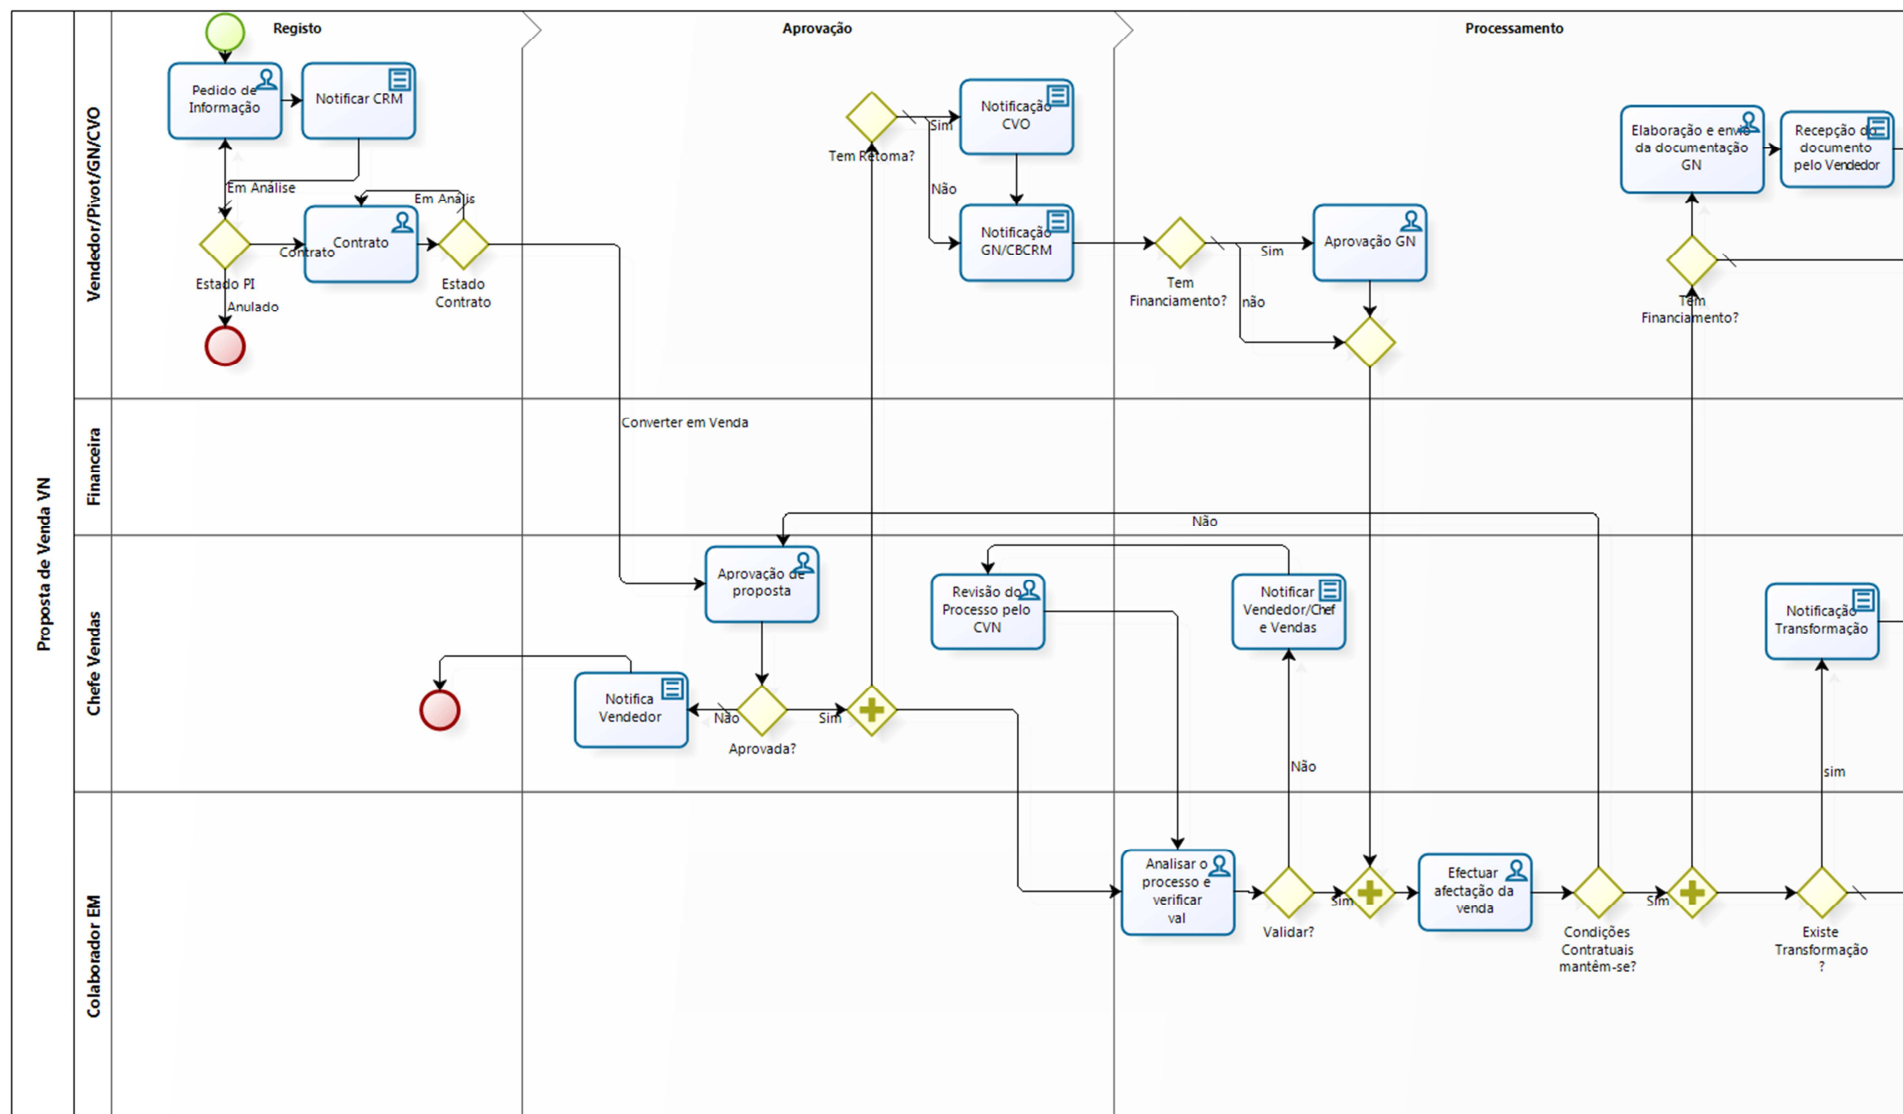 Proposta de Venda VN
Registo
Aprovação
Processamento
Vendedor/Pivot/GN/CVO
Pedido de
Informação
Notificar CRM
Em Análise
Contrato
Contrato
Em Anális
Estado PI
Anulado
Estado
Contrato
Tem Retoma?
Sim
Não
Notificação
CVO
Notificação
GN/CBCRM
Tem
Financiamento?
Sim
não
Aprovação GN
Elaboração e envio
da documentação
GN
Recepção do
documento
pelo Vendedor
Tem
Financiamento?
Financeira
Converter em Venda
Não
Chefe Vendas
Aprovação de
proposta
Notifica
Vendedor
Não
Aprovada?
Sim
Revisão do
Processo pelo
CVN
Notificar
Vendedor/Chef
e Vendas
Não
Notificação
Transformação
sim
Colaborador EM
Analisar o
processo e
verificar
val
Validar?
Sim
Efectuar
afectação da
venda
Condições
Contratuais
mantêm-se?
Sim
Existe
Transformação
?